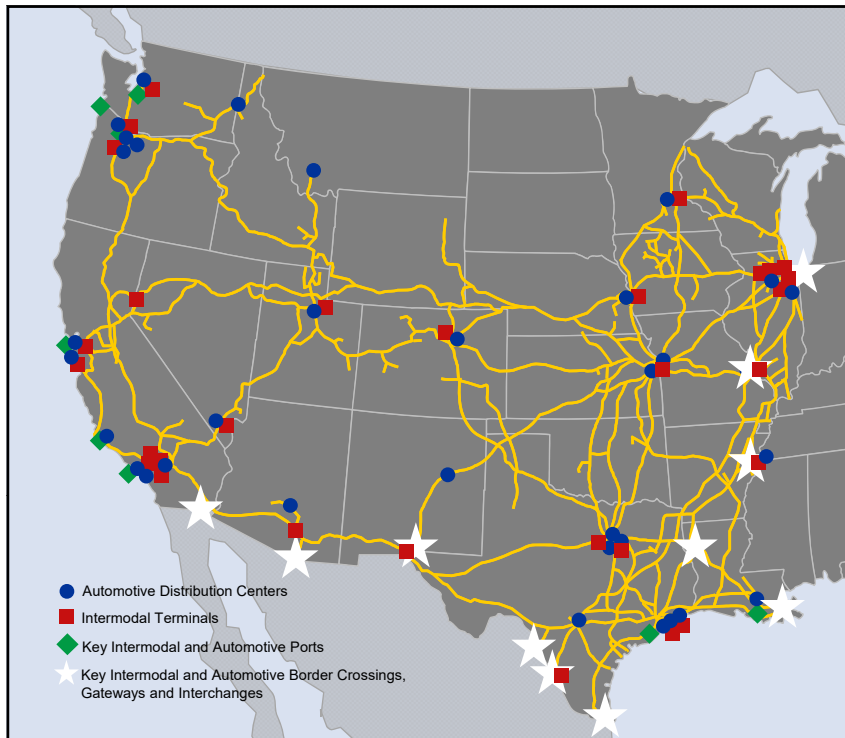 Automotive Distribution Centers
Intermodal Terminals
Key Intermodal and Automotive Ports
Key Intermodal and Automotive Border Crossings,
Gateways and Interchanges